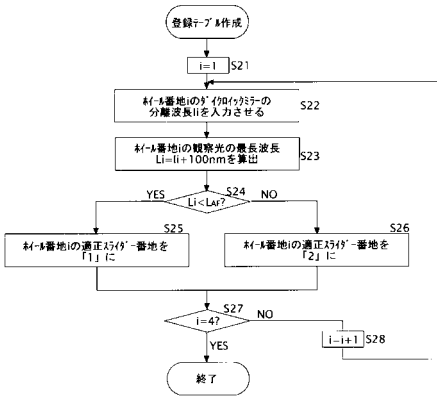 登録テーブル作成
i=1 S21
ホイール番地iのダイクロイックミラーの
分離波長liを入力させる
S22
ホイール番地iの観察光の最長波長
Li=li+100nmを算出
S23
S24
YES Li<LAF? NO
S25
ホイール番地iの適正スライダー番地を
「1」に
S26
ホイール番地iの適正スライダー番地を
「2」に
S27
i=4? NO
YES
i=i+1 S28
終了